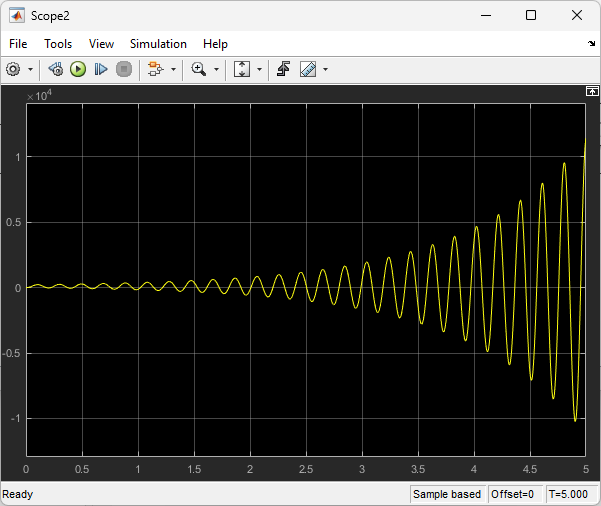 Scope2
File Tools View Simulation Help
×10⁴
1
0.5
0
-0.5
-1
0 0.5 1 1.5 2 2.5 3 3.5 4 4.5 5
Ready Sample based Offset=0 T=5.000